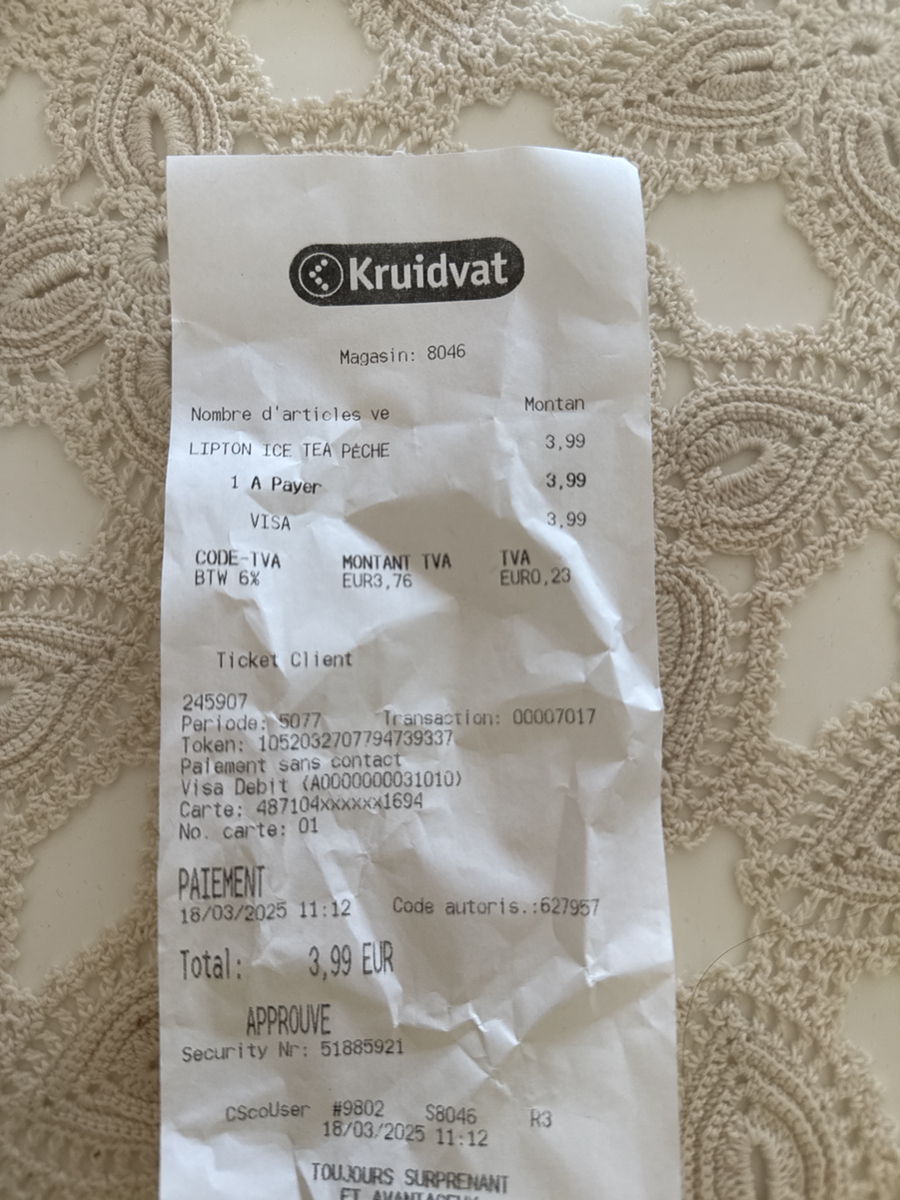 Kruidvat
Magasin: 8046
Nombre d'articles ve Montan
LIPTON ICE TEA PÊCHE 3,99
1 A Payer 3,99
VISA 3,99
CODE-TVA MONTANT TVA TVA
BTW 6% EUR3,76 EUR0,23
Ticket Client
245907
Periode: 5077 Transaction: 00007017
Token: 1052032707794739337
Paiement sans contact
Visa Debit (A0000000031010)
Carte: 487104xxxxxx1694
No. carte: 01
PAIEMENT
18/03/2025 11:12 Code autoris.:627957
Total: 3,99 EUR
APPROUVE
Security Nr: 51885921
CScoUser #9802 S8046 R3
18/03/2025 11:12
TOUJOURS SURPRENANT
ET AVANTAGEUX